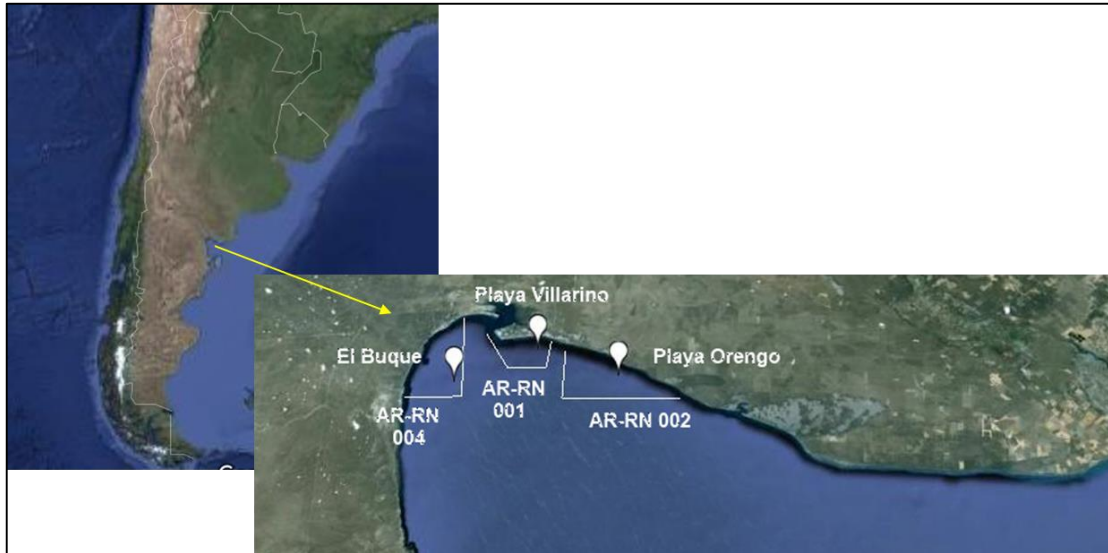 Playa Villarino
El Buque
Playa Orengo
AR-RN
001
AR-RN
004
AR-RN 002